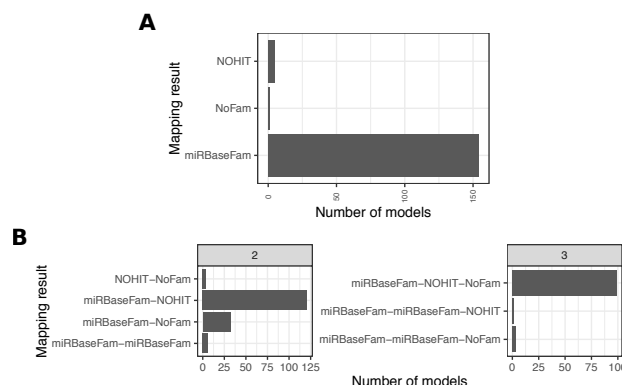 A
Mapping result
NOHIT
NoFam
miRBaseFam
0
50
100
150
Number of models
B
2
Mapping result
NOHIT−NoFam
miRBaseFam−NOHIT
miRBaseFam−NoFam
miRBaseFam−miRBaseFam
0 25 50 75 100 125
3
miRBaseFam−NOHIT−NoFam
miRBaseFam−miRBaseFam−NOHIT
miRBaseFam−miRBaseFam−NoFam
0 25 50 75 100
Number of models